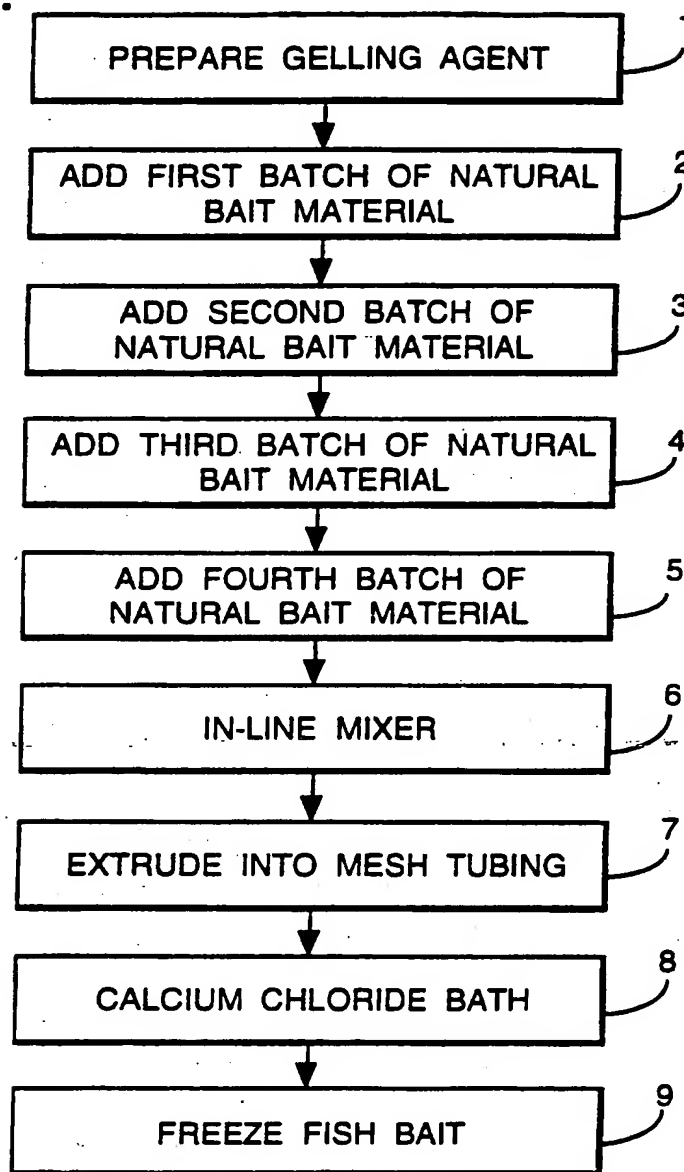 1
PREPARE GELLING AGENT
2
ADD FIRST BATCH OF NATURAL
BAIT MATERIAL
3
ADD SECOND BATCH OF
NATURAL BAIT MATERIAL
4
ADD THIRD BATCH OF NATURAL
BAIT MATERIAL
5
ADD FOURTH BATCH OF
NATURAL BAIT MATERIAL
6
IN-LINE MIXER
7
EXTRUDE INTO MESH TUBING
8
CALCIUM CHLORIDE BATH
9
FREEZE FISH BAIT